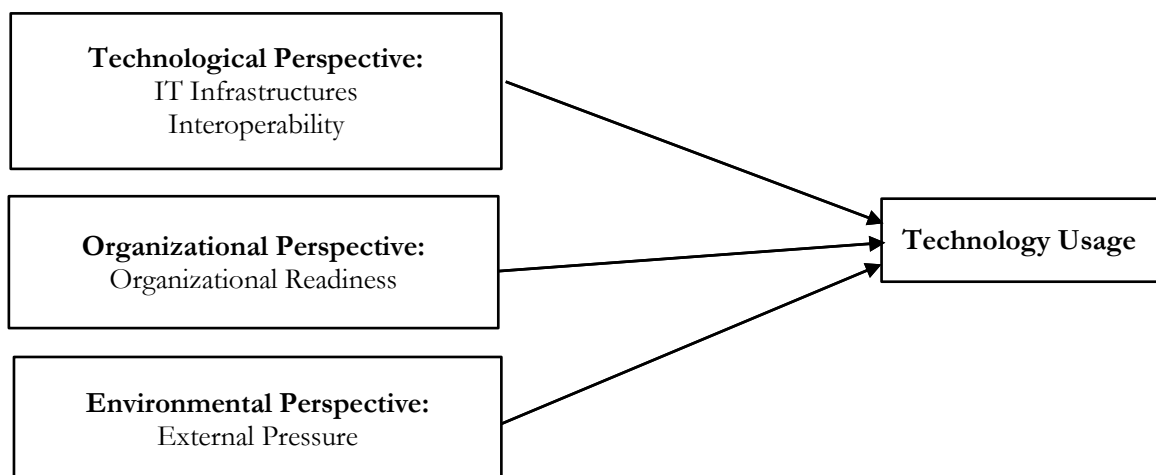 Technological Perspective:
IT Infrastructures
Interoperability
Organizational Perspective:
Organizational Readiness
Technology Usage
Environmental Perspective:
External Pressure